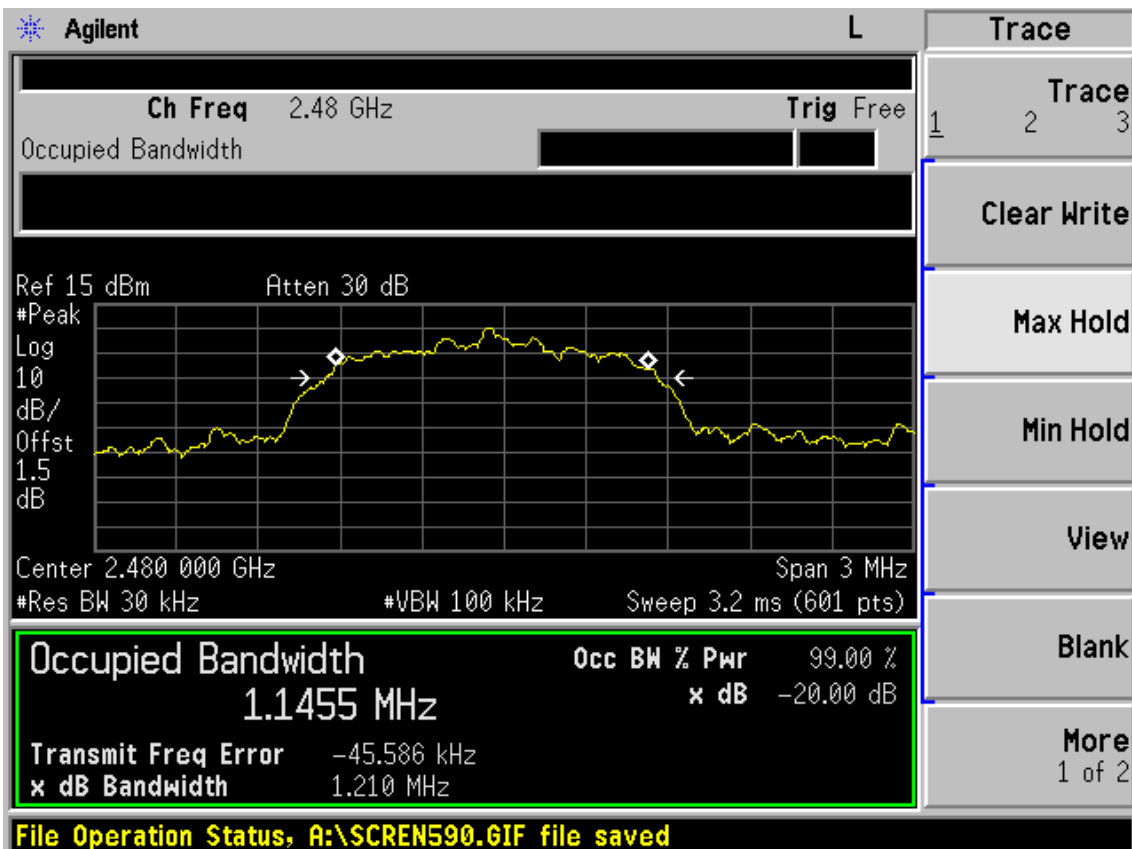 Agilent L Trace
Ch Freq 2.48 GHz Trig Free
Occupied Bandwidth
Ref 15 dBm Atten 30 dB
#Peak
Log
10
dB/
Offst
1.5
dB
Center 2.480 000 GHz Span 3 MHz
#Res BW 30 kHz #VBW 100 kHz Sweep 3.2 ms (601 pts)
Occupied Bandwidth
1.1455 MHz
Occ BW % Pwr 99.00 %
x dB -20.00 dB
Transmit Freq Error -45.586 kHz
x dB Bandwidth 1.210 MHz
File Operation Status, A:\SCREN590.GIF file saved
Trace
1 2 3
Clear Write
Max Hold
Min Hold
View
Blank
More
1 of 2